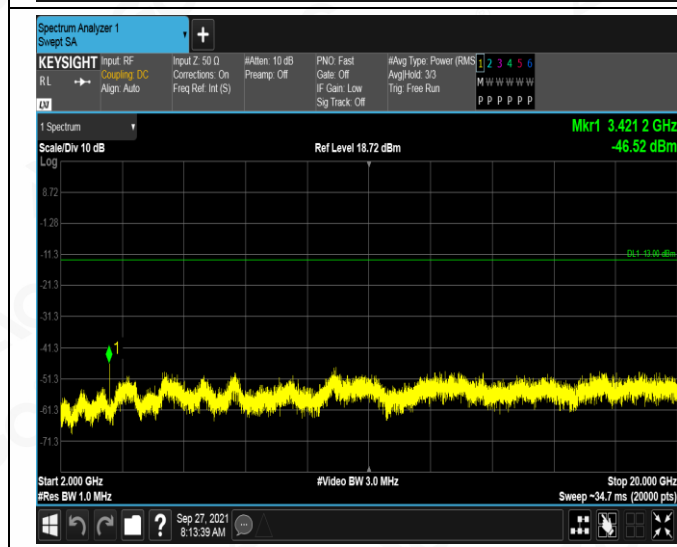 Spectrum Analyzer 1
Swept SA
+
KEYSIGHT
RL
Input: RF
Coupling: DC
Align: Auto
Input Z: 50 Ω
Corrections: On
Freq Ref: Int (S)
#Atten: 10 dB
Preamp: Off
PNO: Fast
Gate: Off
IF Gain: Low
Sig Track: Off
#Avg Type: Power (RMS
Avg|Hold: 3/3
Trig: Free Run
1 2 3 4 5 6
M W W W W W
P P P P P P
1 Spectrum
Mkr1 3.421 2 GHz
-46.52 dBm
Scale/Div 10 dB
Ref Level 18.72 dBm
Log
8.72
-1.28
-11.3
DL1 -13.00 dBm
-21.3
-31.3
-41.3
1
-51.3
-61.3
-71.3
Start 2.000 GHz
#Video BW 3.0 MHz
Stop 20.000 GHz
#Res BW 1.0 MHz
Sweep ~34.7 ms (20000 pts)
?
Sep 27, 2021
8:13:39 AM